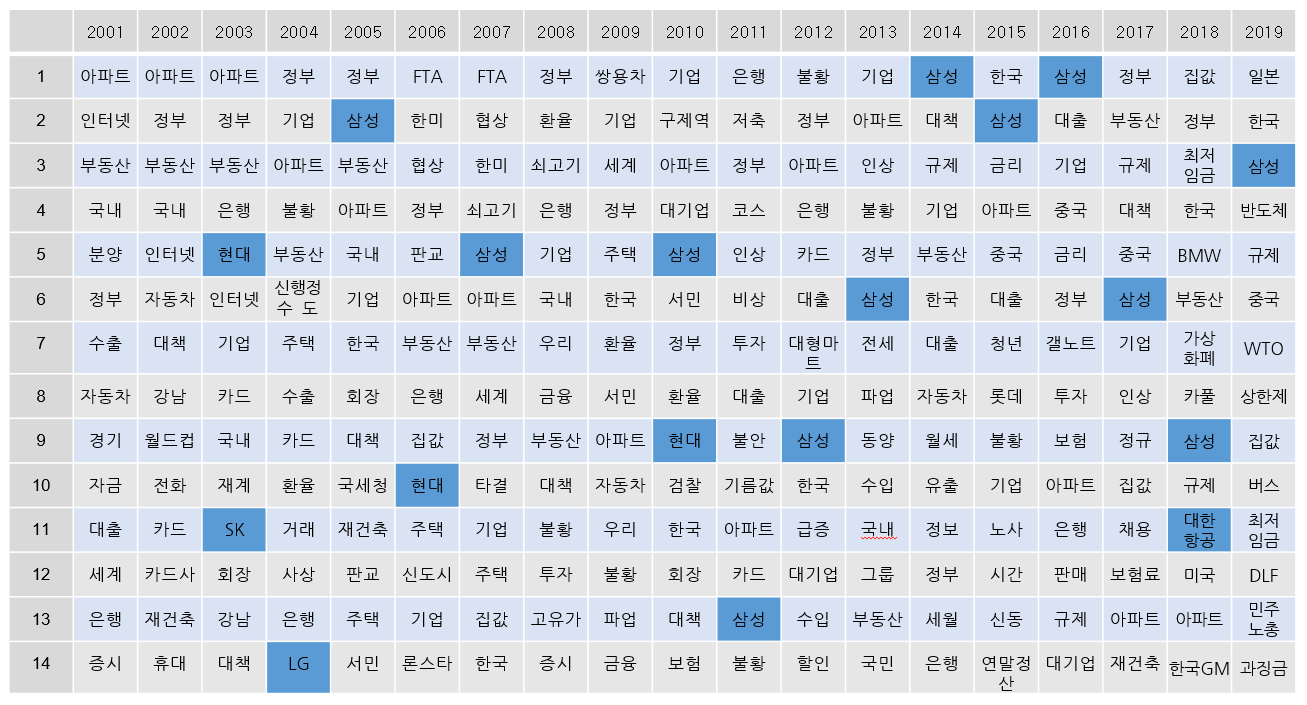 2001 2002 2003 2004 2005 2006 2007 2008 2009 2010 2011 2012 2013 2014 2015 2016 2017 2018 2019
1 아파트 아파트 아파트 정부 정부 FTA FTA 정부 쌍용차 기업 은행 불황 기업 삼성 한국 삼성 정부 집값 일본
2 인터넷 정부 정부 기업 삼성 한미 협상 환율 기업 구제역 저축 정부 아파트 대책 삼성 대출 부동산 정부 한국
3 부동산 부동산 부동산 아파트 부동산 협상 한미 쇠고기 세계 아파트 정부 아파트 인상 규제 금리 기업 규제 최저 임금 삼성
4 국내 국내 은행 불황 아파트 정부 쇠고기 은행 정부 대기업 코스 은행 불황 기업 아파트 중국 대책 한국 반도체
5 분양 인터넷 현대 부동산 국내 판교 삼성 기업 주택 삼성 인상 카드 정부 부동산 중국 금리 중국 BMW 규제
6 정부 자동차 인터넷 신행정수 도 기업 아파트 아파트 국내 한국 서민 비상 대출 삼성 한국 대출 정부 삼성 부동산 중국
7 수출 대책 기업 주택 한국 부동산 부동산 우리 환율 정부 투자 대형마트 전세 대출 청년 갤노트 기업 가상 화폐 WTO
8 자동차 강남 카드 수출 회장 은행 세계 금융 서민 환율 대출 기업 파업 자동차 롯데 투자 인상 카풀 상한제
9 경기 월드컵 국내 카드 대책 집값 정부 부동산 아파트 현대 불안 삼성 동양 월세 불황 보험 정규 삼성 집값
10 자금 전화 재계 환율 국세청 현대 타결 대책 자동차 검찰 기름값 한국 수입 유출 기업 아파트 집값 규제 버스
11 대출 카드 SK 거래 재건축 주택 기업 불황 우리 한국 아파트 급증 국내 정보 노사 은행 채용 대한 항공 최저 임금
12 세계 카드사 회장 사상 판교 신도시 주택 투자 불황 회장 카드 대기업 그룹 정부 시간 판매 보험료 미국 DLF
13 은행 재건축 강남 은행 주택 기업 집값 고유가 파업 대책 삼성 수입 부동산 세월 신동 규제 아파트 아파트 민주 노총
14 증시 휴대 대책 LG 서민 론스타 한국 증시 금융 보험 불황 할인 국민 은행 연말정산 대기업 재건축 한국GM 과징금